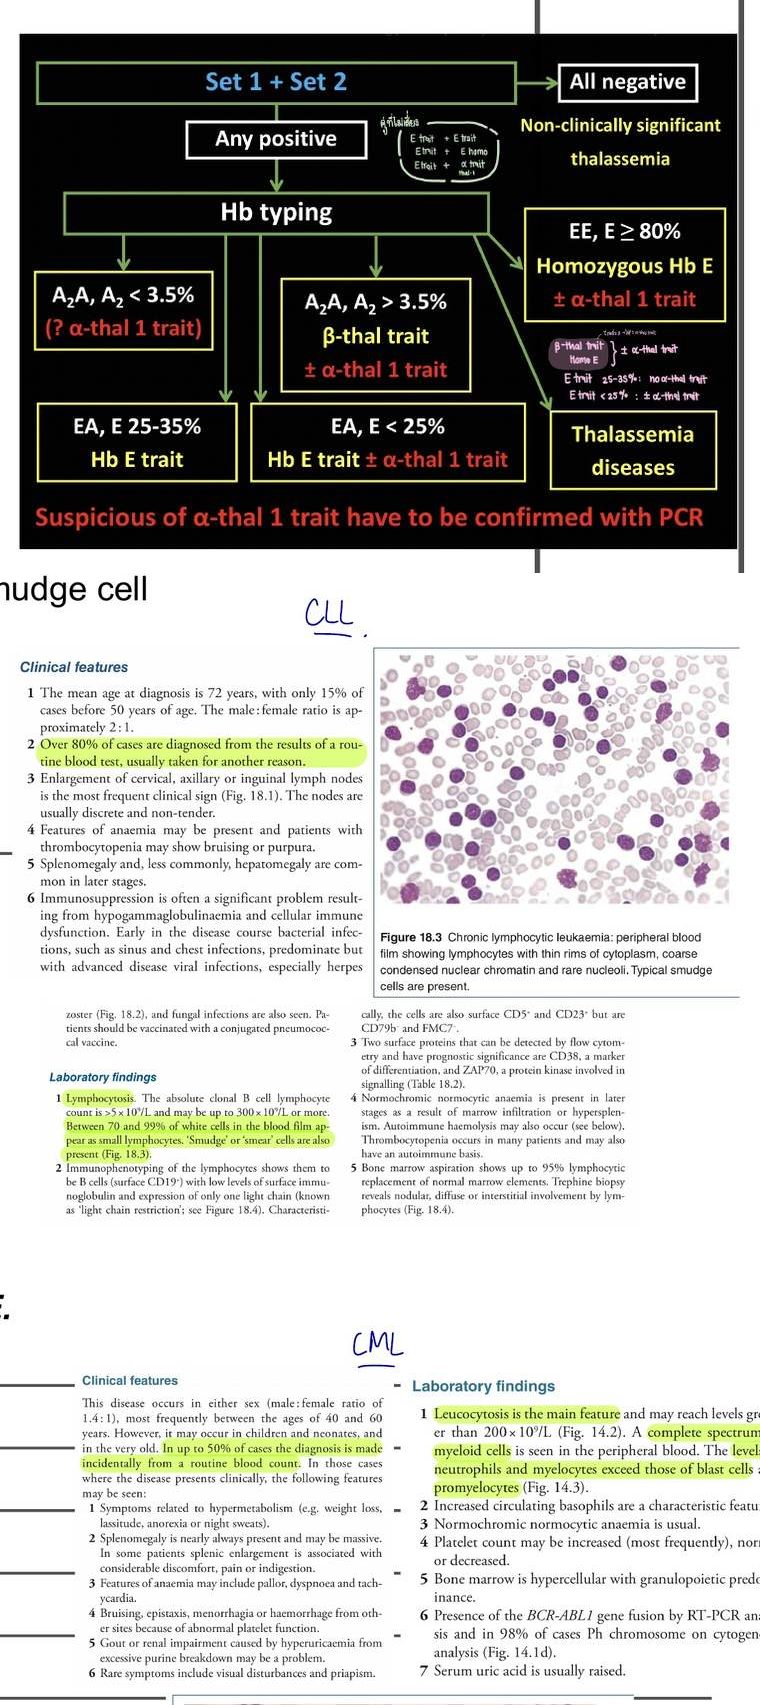 Set 1 + Set 2
All negative
Non-clinically significant
thalassemia
Any positive
คู่ที่ไม่เสี่ยง
E trait + E trait
E trait + E homo
E trait + α trait
thal-1
Hb typing
EE, E ≥ 80%
Homozygous Hb E
± α-thal 1 trait
A₂A, A₂ < 3.5%
(? α-thal 1 trait)
A₂A, A₂ > 3.5%
β-thal trait
± α-thal 1 trait
β-thal trait
Homo E
} ± α-thal trait
E trait 25-35% : no α-thal trait
E trait < 25% : ± α-thal trait
EA, E 25-35%
Hb E trait
EA, E < 25%
Hb E trait ± α-thal 1 trait
Thalassemia
diseases
Suspicious of α-thal 1 trait have to be confirmed with PCR
mudge cell
CLL
Clinical features
1 The mean age at diagnosis is 72 years, with only 15% of
cases before 50 years of age. The male : female ratio is ap-
proximately 2 : 1.
2 Over 80% of cases are diagnosed from the results of a rou-
tine blood test, usually taken for another reason.
3 Enlargement of cervical, axillary or inguinal lymph nodes
is the most frequent clinical sign (Fig. 18.1). The nodes are
usually discrete and non-tender.
4 Features of anaemia may be present and patients with
thrombocytopenia may show bruising or purpura.
5 Splenomegaly and, less commonly, hepatomegaly are com-
mon in later stages.
6 Immunosuppression is often a significant problem result-
ing from hypogammaglobulinaemia and cellular immune
dysfunction. Early in the disease course bacterial infec-
tions, such as sinus and chest infections, predominate but
with advanced disease viral infections, especially herpes
Figure 18.3 Chronic lymphocytic leukaemia: peripheral blood
film showing lymphocytes with thin rims of cytoplasm, coarse
condensed nuclear chromatin and rare nucleoli. Typical smudge
cells are present.
zoster (Fig. 18.2), and fungal infections are also seen. Pa-
tients should be vaccinated with a conjugated pneumococ-
cal vaccine.
Laboratory findings
1 Lymphocytosis. The absolute clonal B cell lymphocyte
count is >5 × 10⁹/L and may be up to 300 × 10⁹/L or more.
Between 70 and 99% of white cells in the blood film ap-
pear as small lymphocytes. 'Smudge' or 'smear' cells are also
present (Fig. 18.3).
2 Immunophenotyping of the lymphocytes shows them to
be B cells (surface CD19⁺) with low levels of surface immu-
noglobulin and expression of only one light chain (known
as 'light chain restriction'; see Figure 18.4). Characteristi-
cally, the cells are also surface CD5⁺ and CD23⁺ but are
CD79b⁻ and FMC7⁻.
3 Two surface proteins that can be detected by flow cytom-
etry and have prognostic significance are CD38, a marker
of differentiation, and ZAP70, a protein kinase involved in
signalling (Table 18.2).
4 Normochromic normocytic anaemia is present in later
stages as a result of marrow infiltration or hypersplen-
ism. Autoimmune haemolysis may also occur (see below).
Thrombocytopenia occurs in many patients and may also
have an autoimmune basis.
5 Bone marrow aspiration shows up to 95% lymphocytic
replacement of normal marrow elements. Trephine biopsy
reveals nodular, diffuse or interstitial involvement by lym-
phocytes (Fig. 18.4).
E.
CML
Clinical features
This disease occurs in either sex (male : female ratio of
1.4 : 1), most frequently between the ages of 40 and 60
years. However, it may occur in children and neonates, and
in the very old. In up to 50% of cases the diagnosis is made
incidentally from a routine blood count. In those cases
where the disease presents clinically, the following features
may be seen:
1 Symptoms related to hypermetabolism (e.g. weight loss,
lassitude, anorexia or night sweats).
2 Splenomegaly is nearly always present and may be massive.
In some patients splenic enlargement is associated with
considerable discomfort, pain or indigestion.
3 Features of anaemia may include pallor, dyspnoea and tach-
ycardia.
4 Bruising, epistaxis, menorrhagia or haemorrhage from oth-
er sites because of abnormal platelet function.
5 Gout or renal impairment caused by hyperuricaemia from
excessive purine breakdown may be a problem.
6 Rare symptoms include visual disturbances and priapism.
Laboratory findings
1 Leucocytosis is the main feature and may reach levels gre
er than 200 × 10⁹/L (Fig. 14.2). A complete spectrum
myeloid cells is seen in the peripheral blood. The levels
neutrophils and myelocytes exceed those of blast cells a
promyelocytes (Fig. 14.3).
2 Increased circulating basophils are a characteristic featu
3 Normochromic normocytic anaemia is usual.
4 Platelet count may be increased (most frequently), nor
or decreased.
5 Bone marrow is hypercellular with granulopoietic predo
inance.
6 Presence of the BCR-ABL1 gene fusion by RT-PCR ana
sis and in 98% of cases Ph chromosome on cytogen
analysis (Fig. 14.1d).
7 Serum uric acid is usually raised.